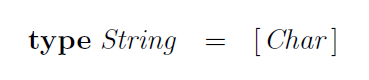 type String = [Char]